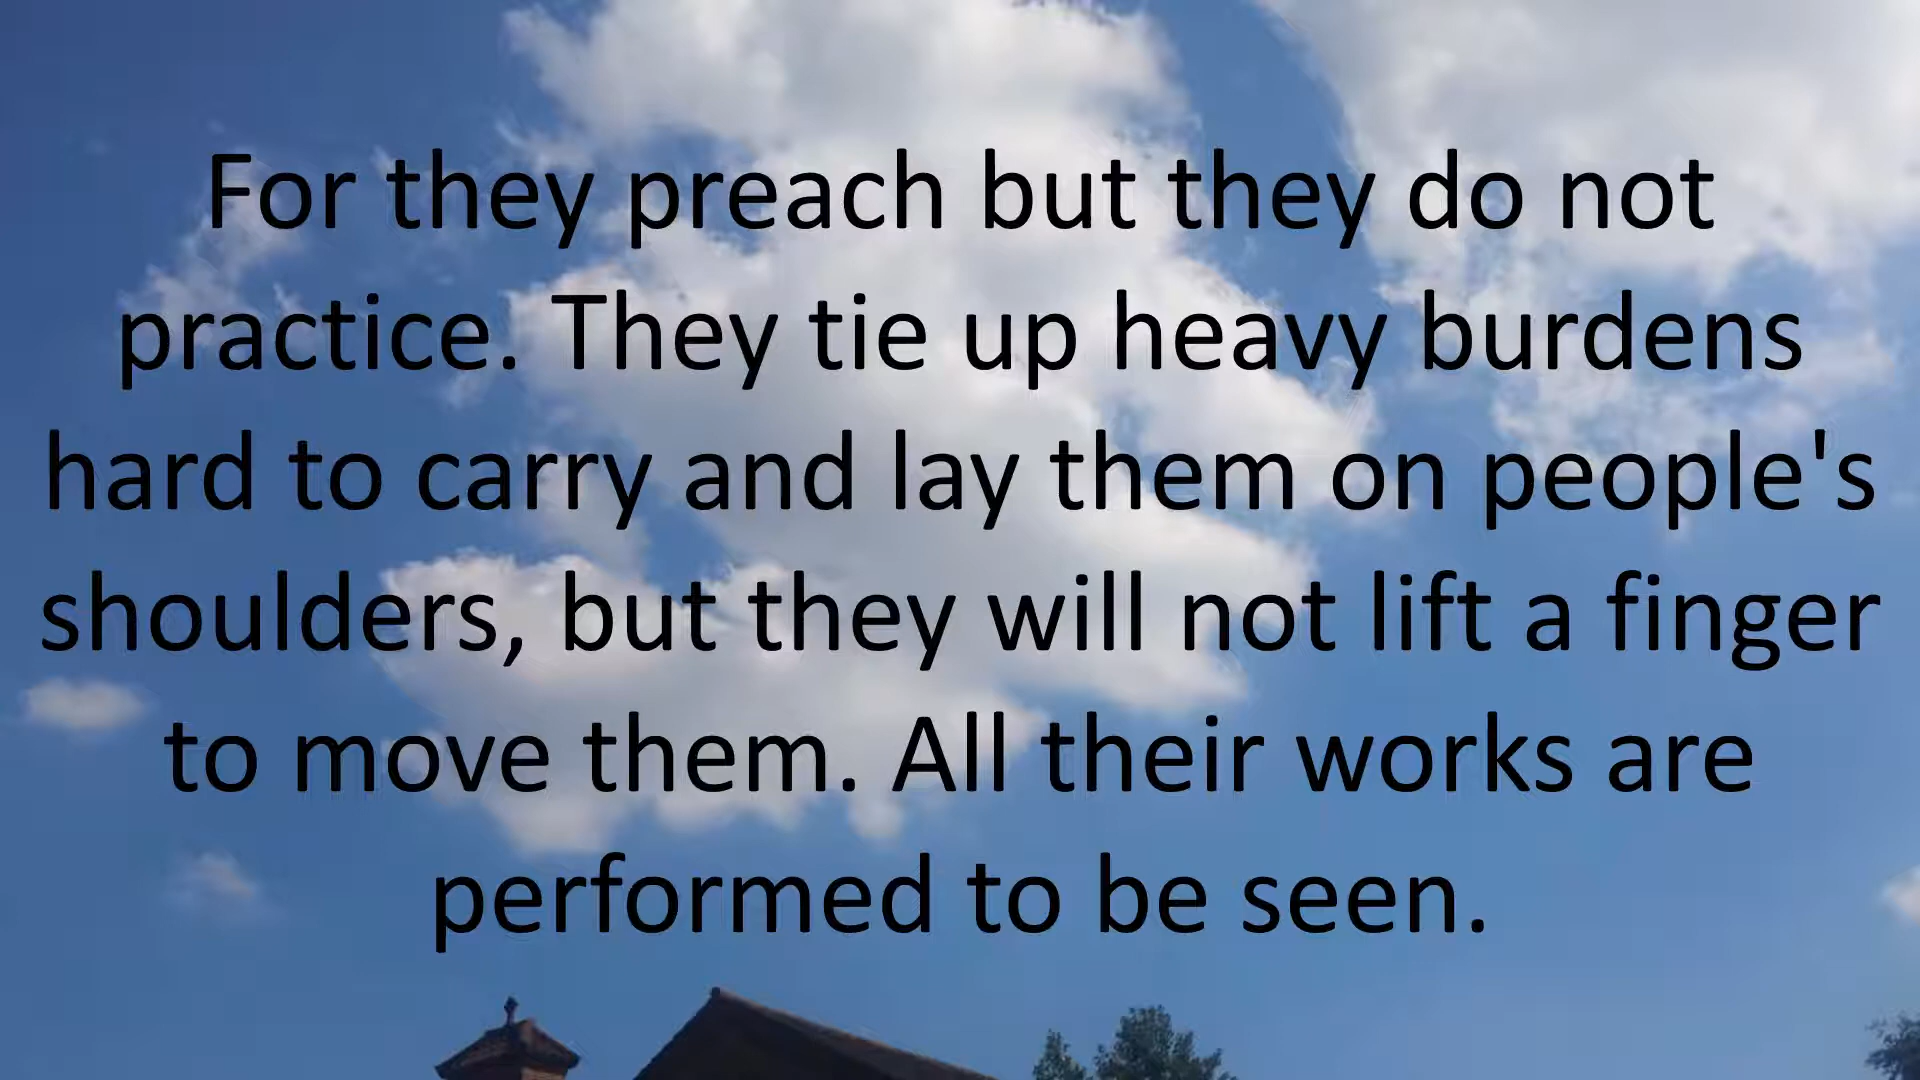 For they preach but they do not
practice. They tie up heavy burdens
hard to carry and lay them on people's
shoulders, but they will not lift a finger
to move them. All their works are
performed to be seen.